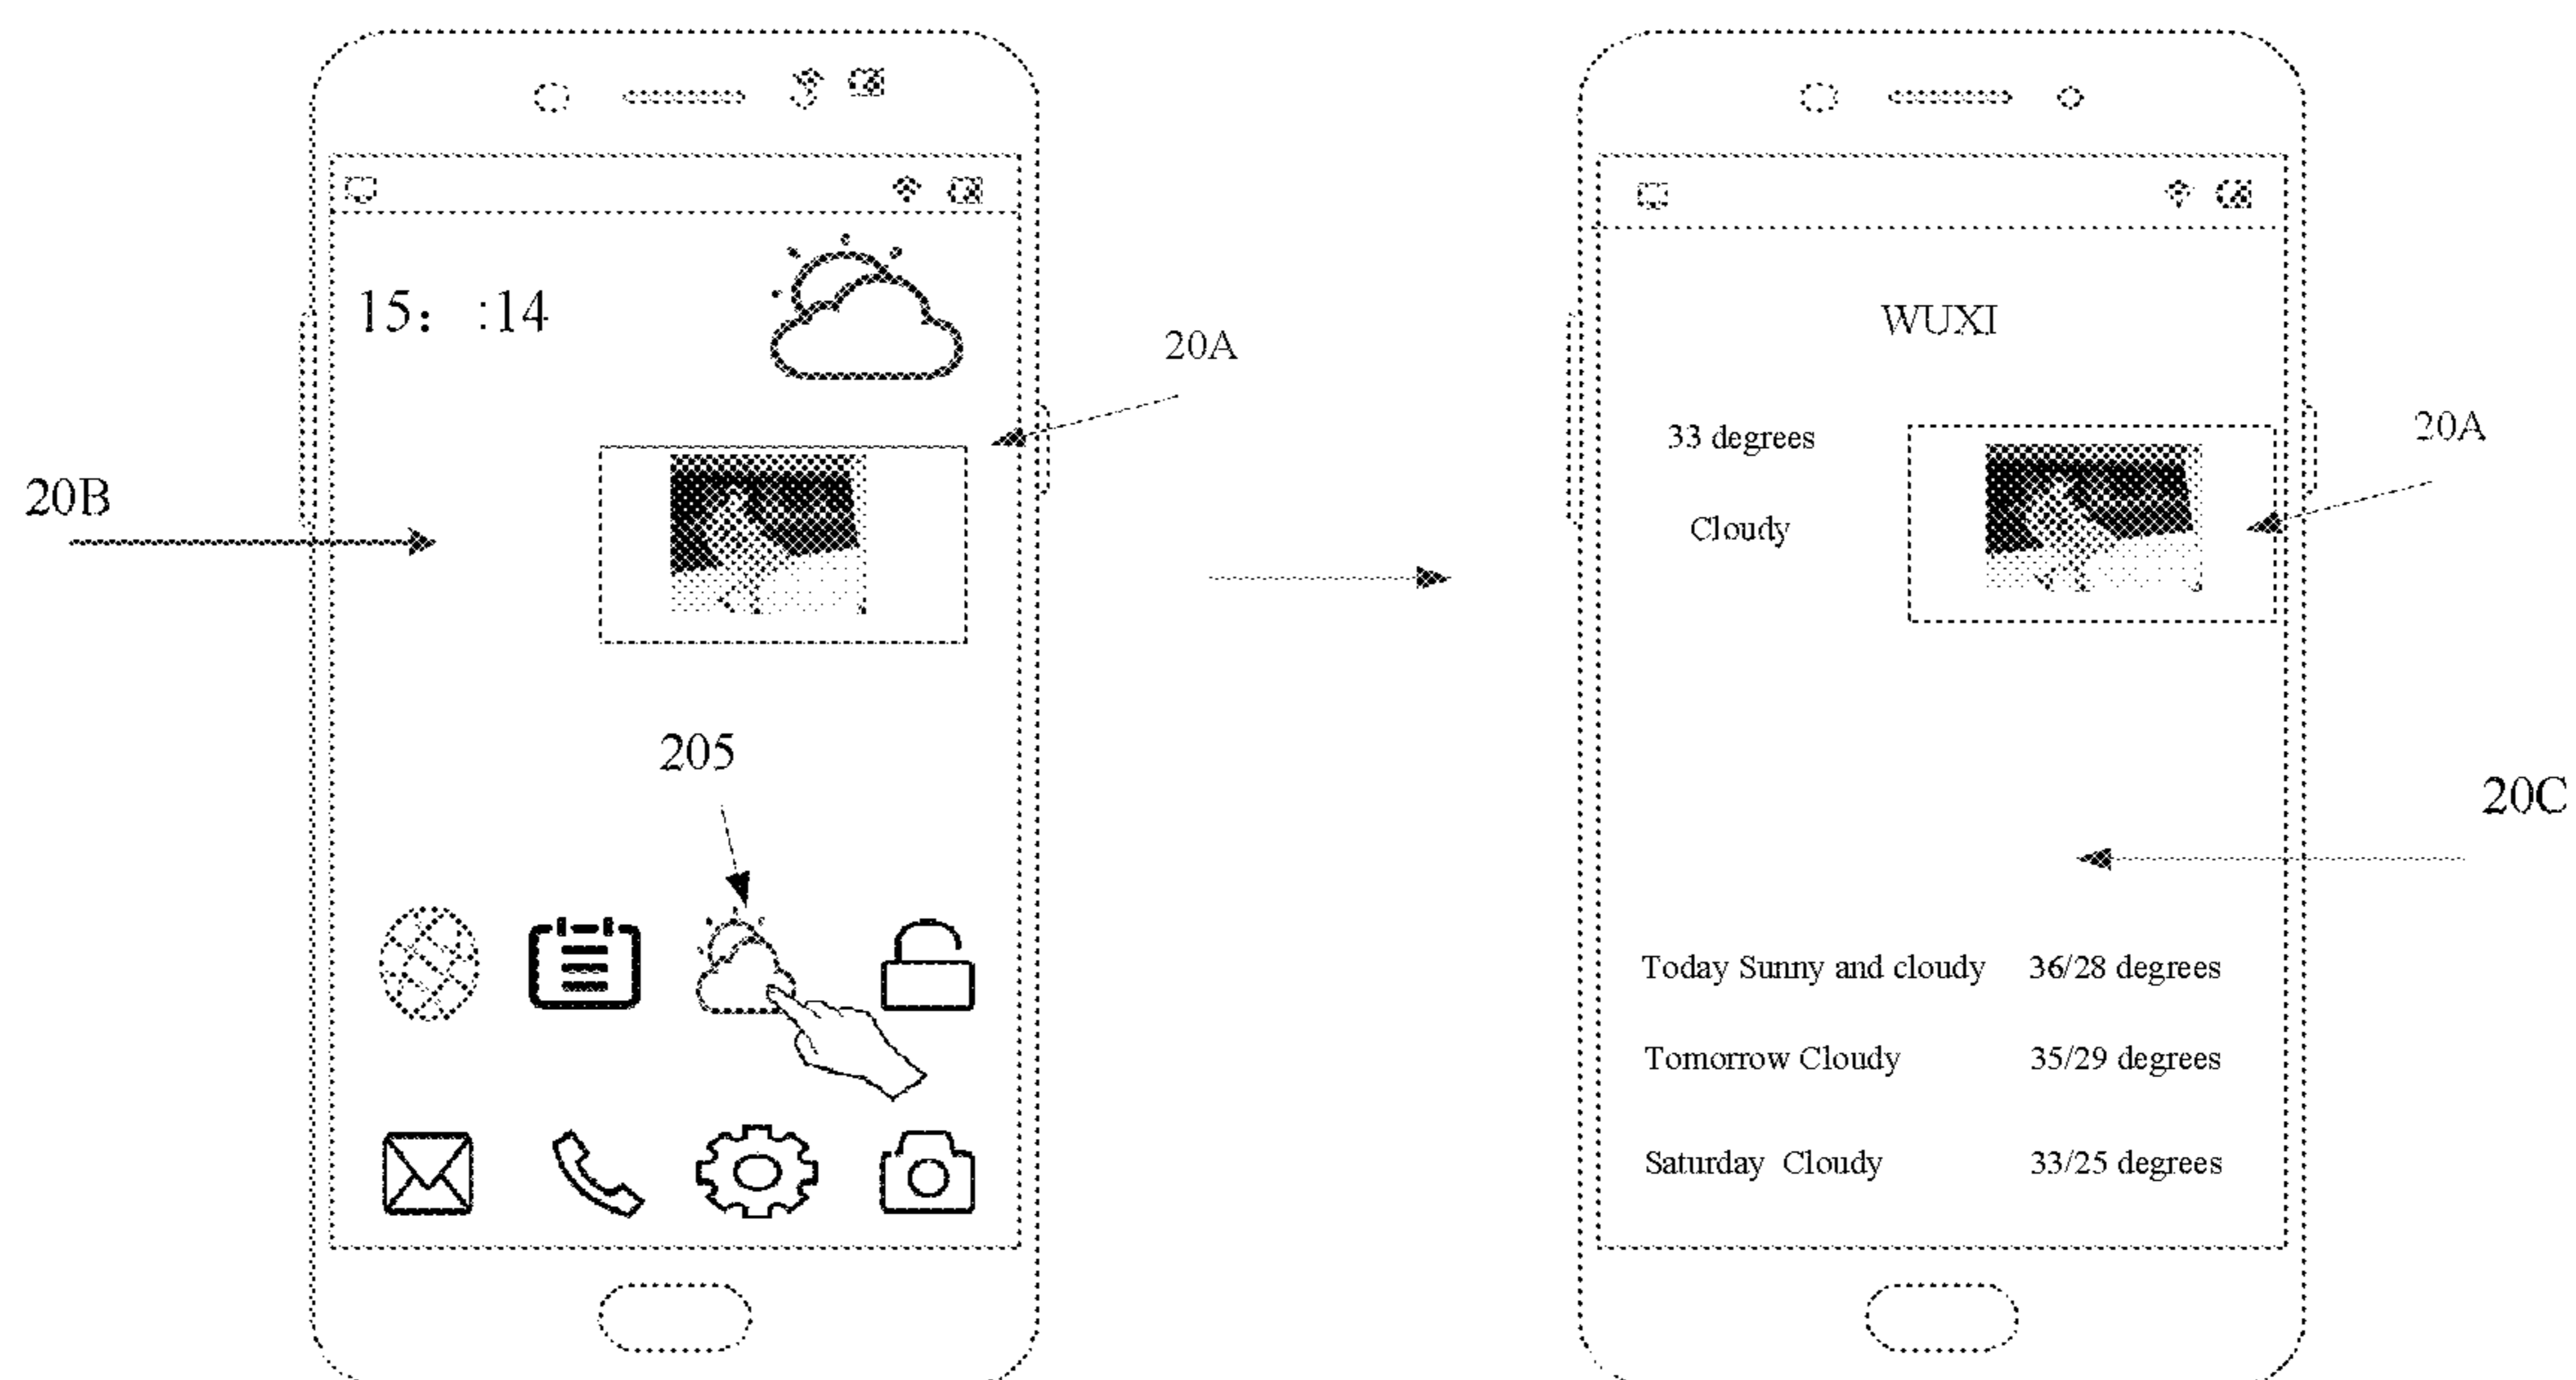 15： :14
20A
20B
205
WUXI
33 degrees
Cloudy
20A
20C
Today Sunny and cloudy 36/28 degrees
Tomorrow Cloudy 35/29 degrees
Saturday Cloudy 33/25 degrees